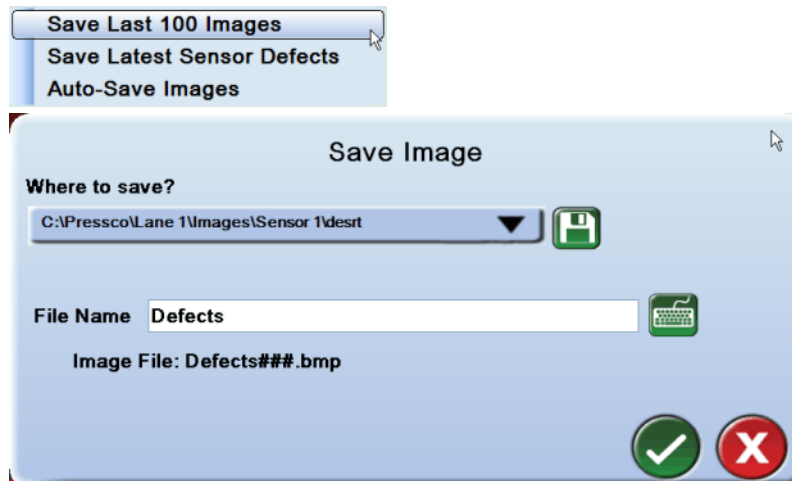 Save Last 100 Images
Save Latest Sensor Defects
Auto-Save Images
Save Image
Where to save?
C:\Pressco\Lane 1\Images\Sensor 1\desrt
File Name Defects
Image File: Defects###.bmp